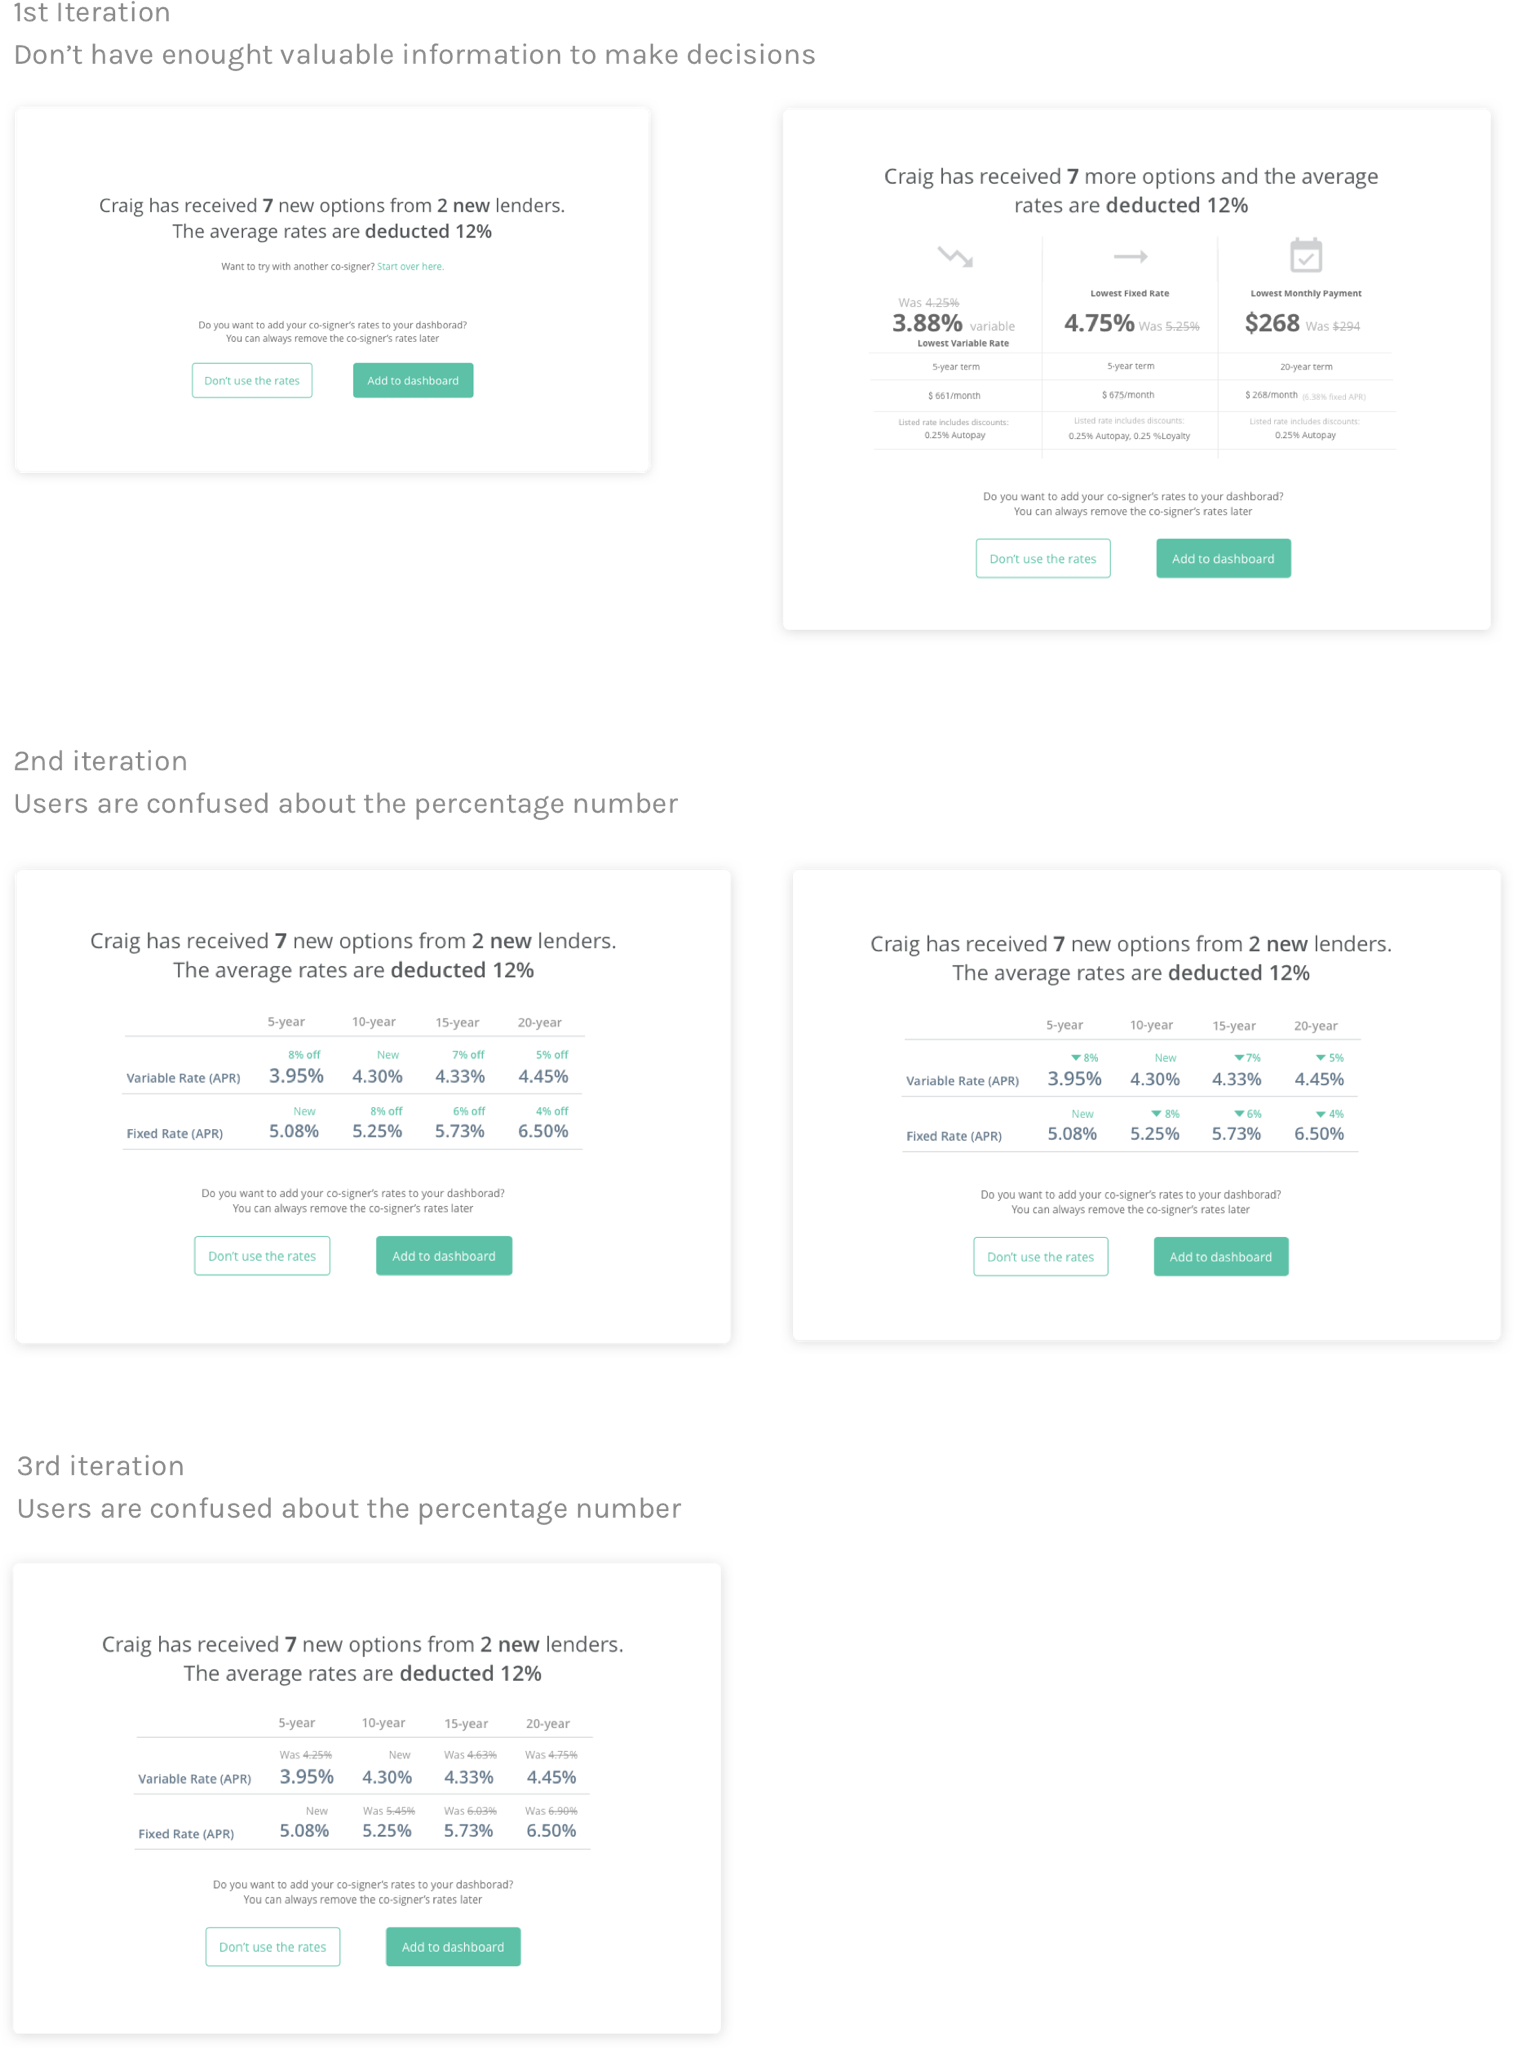 1st Iteration
Don't have enought valuable information to make decisions
Craig has received 7 new options from 2 new lenders.
The average rates are deducted 12%
Want to try with another co-signer? Start over here.
Do you want to add your co-signer's rates to your dashborad?
You can always remove the co-signer's rates later
Don't use the rates Add to dashboard
Craig has received 7 more options and the average
rates are deducted 12%
Lowest Fixed Rate Lowest Monthly Payment
Was 4.25%
3.88% variable 4.75% Was 5.25% $268 Was $294
Lowest Variable Rate
5-year term 5-year term 20-year term
$ 661/month $ 675/month $ 268/month (6.38% fixed APR)
Listed rate includes discounts: Listed rate includes discounts: Listed rate includes discounts:
0.25% Autopay 0.25% Autopay, 0.25 %Loyalty 0.25% Autopay
Do you want to add your co-signer's rates to your dashborad?
You can always remove the co-signer's rates later
Don't use the rates Add to dashboard
2nd iteration
Users are confused about the percentage number
Craig has received 7 new options from 2 new lenders.
The average rates are deducted 12%
5-year 10-year 15-year 20-year
8% off New 7% off 5% off
Variable Rate (APR) 3.95% 4.30% 4.33% 4.45%
New 8% off 6% off 4% off
Fixed Rate (APR) 5.08% 5.25% 5.73% 6.50%
Do you want to add your co-signer's rates to your dashborad?
You can always remove the co-signer's rates later
Don't use the rates Add to dashboard
Craig has received 7 new options from 2 new lenders.
The average rates are deducted 12%
5-year 10-year 15-year 20-year
▼ 8% New ▼ 7% ▼ 5%
Variable Rate (APR) 3.95% 4.30% 4.33% 4.45%
New ▼ 8% ▼ 6% ▼ 4%
Fixed Rate (APR) 5.08% 5.25% 5.73% 6.50%
Do you want to add your co-signer's rates to your dashborad?
You can always remove the co-signer's rates later
Don't use the rates Add to dashboard
3rd iteration
Users are confused about the percentage number
Craig has received 7 new options from 2 new lenders.
The average rates are deducted 12%
5-year 10-year 15-year 20-year
Was 4.25% New Was 4.63% Was 4.75%
Variable Rate (APR) 3.95% 4.30% 4.33% 4.45%
New Was 5.45% Was 6.03% Was 6.90%
Fixed Rate (APR) 5.08% 5.25% 5.73% 6.50%
Do you want to add your co-signer's rates to your dashborad?
You can always remove the co-signer's rates later
Don't use the rates Add to dashboard